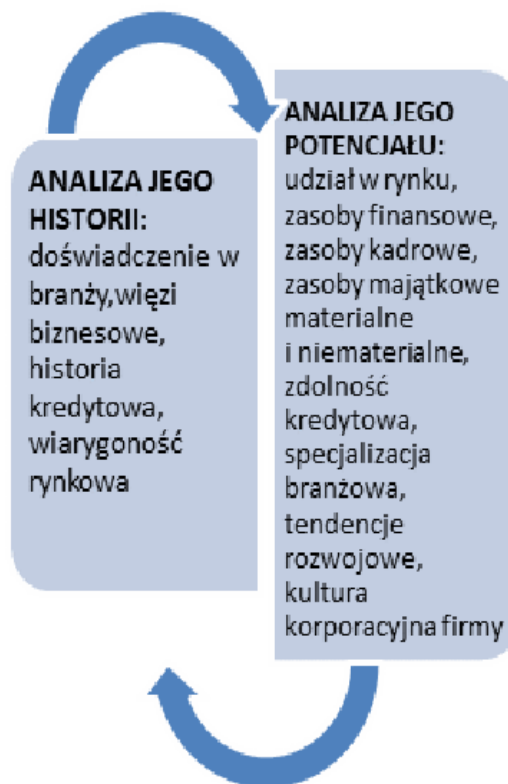 ANALIZA JEGO
HISTORII:
doświadczenie w
branży,więzi
biznesowe,
historia
kredytowa,
wiarygoność
rynkowa
ANALIZA JEGO
POTENCJAŁU:
udział w rynku,
zasoby finansowe,
zasoby kadrowe,
zasoby majątkowe
materialne
i niematerialne,
zdolność
kredytowa,
specjalizacja
branżowa,
tendencje
rozwojowe,
kultura
korporacyjna firmy